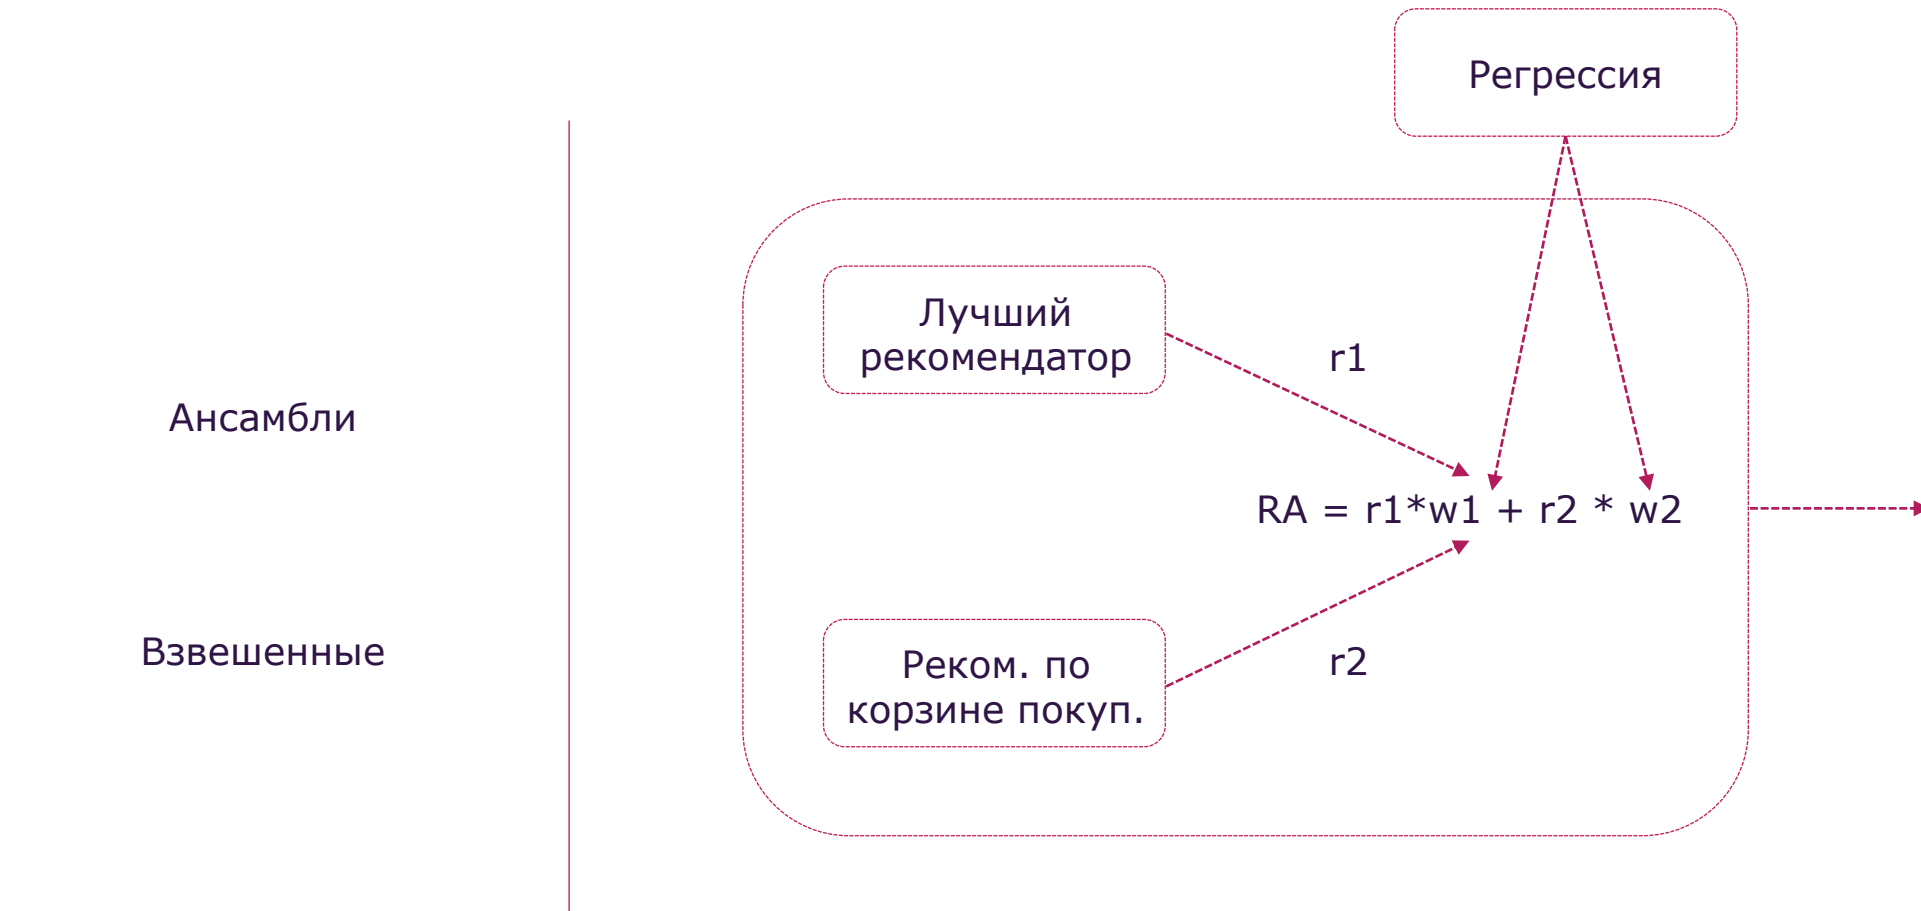 Ансамбли
Взвешенные
Регрессия
Лучший
рекомендатор
r1
RA = r1*w1 + r2 * w2
Реком. по
корзине покуп.
r2